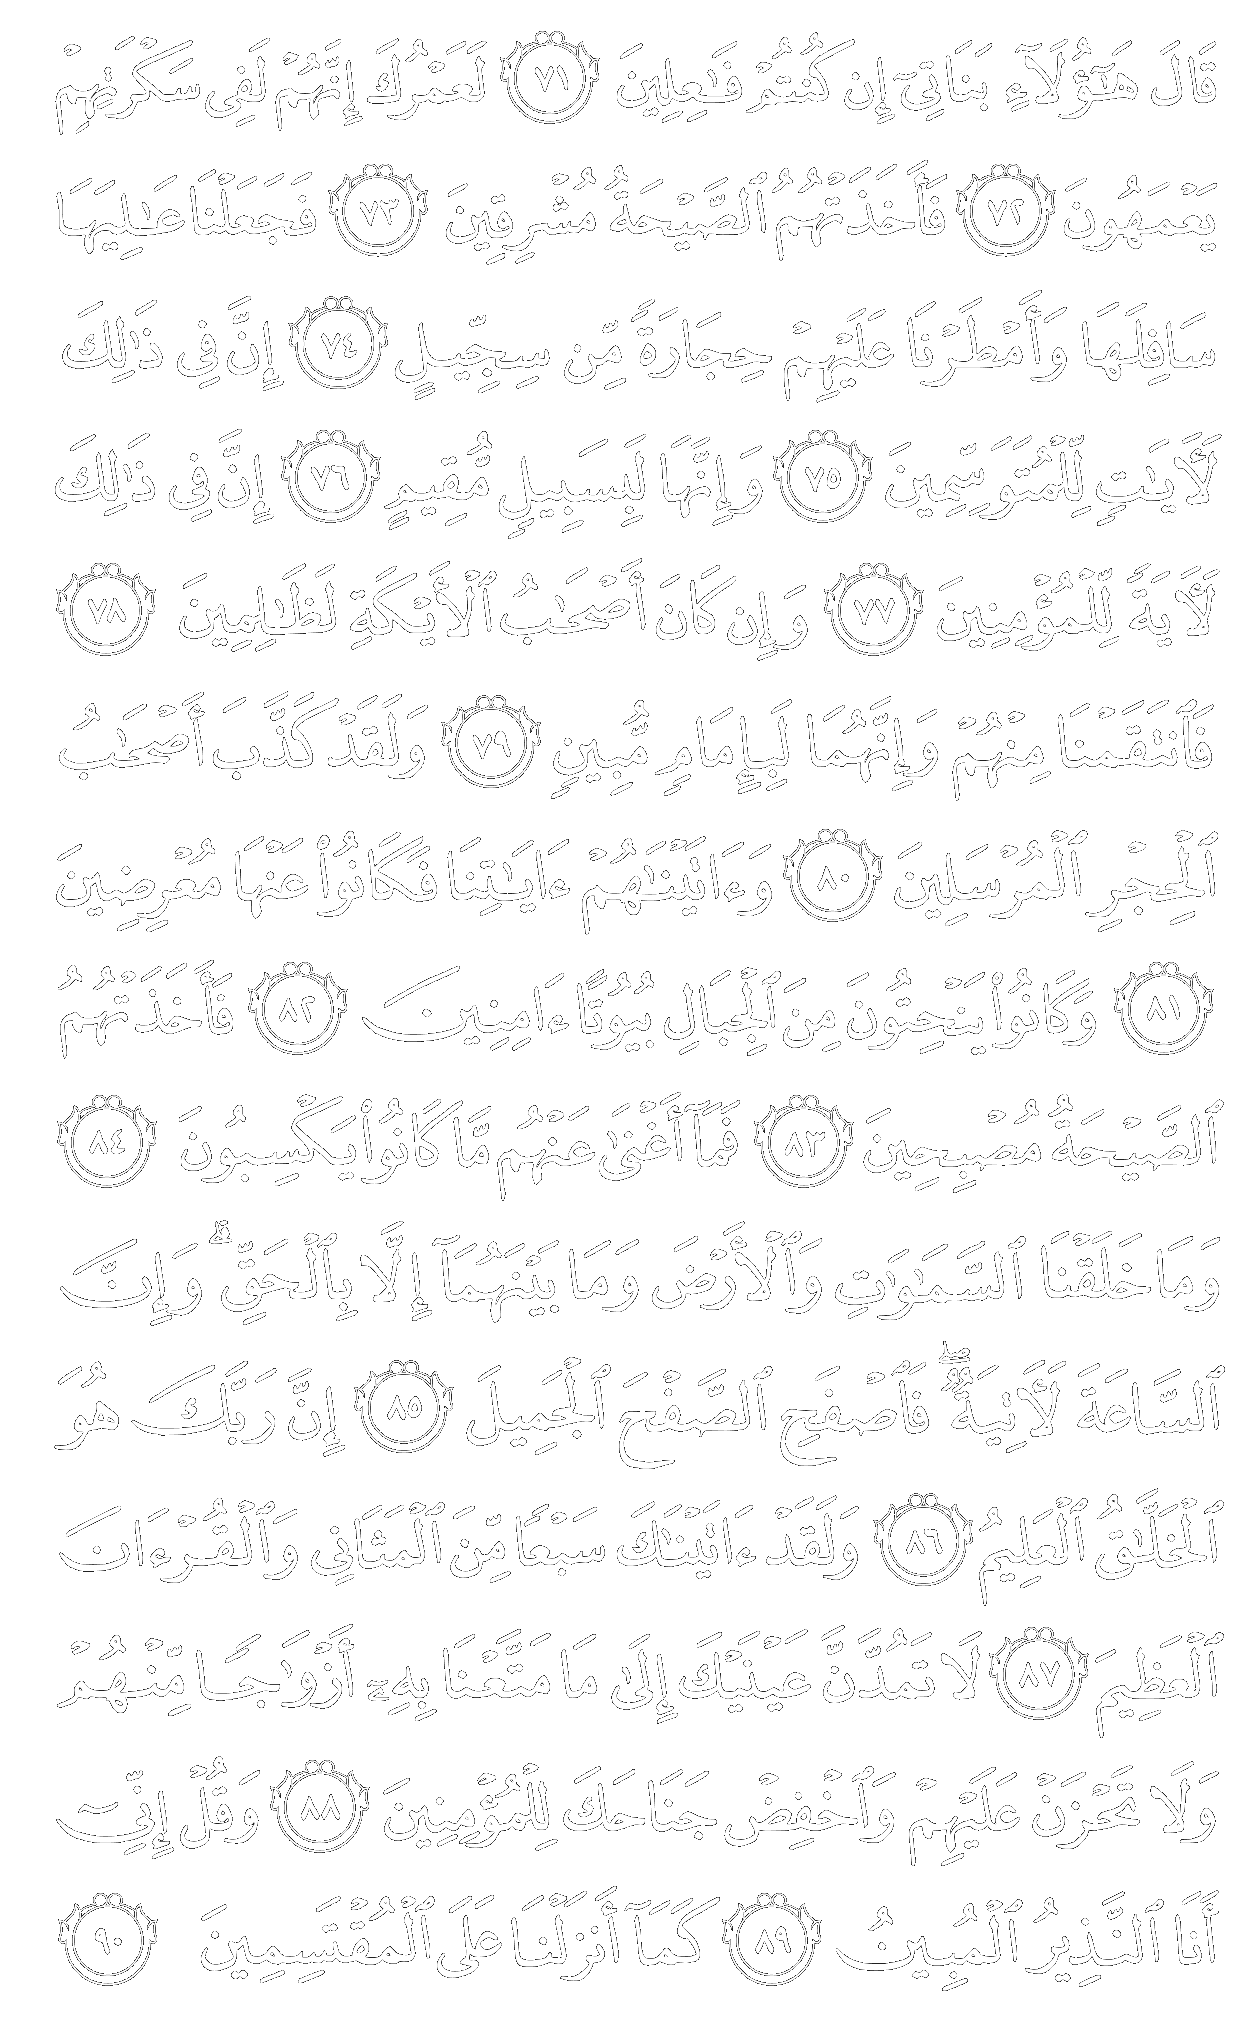 قَالَ هَٰٓؤُلَآءِ بَنَاتِىٓ إِن كُنتُمْ فَٰعِلِينَ ٧١ لَعَمْرُكَ إِنَّهُمْ لَفِى سَكْرَتِهِمْ
يَعْمَهُونَ ٧٢ فَأَخَذَتْهُمُ ٱلصَّيْحَةُ مُشْرِقِينَ ٧٣ فَجَعَلْنَا عَٰلِيَهَا
سَافِلَهَا وَأَمْطَرْنَا عَلَيْهِمْ حِجَارَةً مِّن سِجِّيلٍ ٧٤ إِنَّ فِى ذَٰلِكَ
لَأٓيَٰتٍ لِّلْمُتَوَسِّمِينَ ٧٥ وَإِنَّهَا لَبِسَبِيلٍ مُّقِيمٍ ٧٦ إِنَّ فِى ذَٰلِكَ
لَأٓيَةً لِّلْمُؤْمِنِينَ ٧٧ وَإِن كَانَ أَصْحَٰبُ ٱلْأَيْكَةِ لَظَٰلِمِينَ ٧٨
فَٱنتَقَمْنَا مِنْهُمْ وَإِنَّهُمَا لَبِإِمَامٍ مُّبِينٍ ٧٩ وَلَقَدْ كَذَّبَ أَصْحَٰبُ
ٱلْحِجْرِ ٱلْمُرْسَلِينَ ٨٠ وَءَاتَيْنَٰهُمْ ءَايَٰتِنَا فَكَانُوا۟ عَنْهَا مُعْرِضِينَ
٨١ وَكَانُوا۟ يَنْحِتُونَ مِنَ ٱلْجِبَالِ بُيُوتًا ءَامِنِينَ ٨٢ فَأَخَذَتْهُمُ
ٱلصَّيْحَةُ مُصْبِحِينَ ٨٣ فَمَآ أَغْنَىٰ عَنْهُم مَّا كَانُوا۟ يَكْسِبُونَ ٨٤
وَمَا خَلَقْنَا ٱلسَّمَٰوَٰتِ وَٱلْأَرْضَ وَمَا بَيْنَهُمَآ إِلَّا بِٱلْحَقِّ ۗ وَإِنَّ
ٱلسَّاعَةَ لَأٓتِيَةٌ ۖ فَٱصْفَحِ ٱلصَّفْحَ ٱلْجَمِيلَ ٨٥ إِنَّ رَبَّكَ هُوَ
ٱلْخَلَّٰقُ ٱلْعَلِيمُ ٨٦ وَلَقَدْ ءَاتَيْنَٰكَ سَبْعًا مِّنَ ٱلْمَثَانِى وَٱلْقُرْءَانَ
ٱلْعَظِيمَ ٨٧ لَا تَمُدَّنَّ عَيْنَيْكَ إِلَىٰ مَا مَتَّعْنَا بِهِۦٓ أَزْوَٰجًا مِّنْهُمْ
وَلَا تَحْزَنْ عَلَيْهِمْ وَٱخْفِضْ جَنَاحَكَ لِلْمُؤْمِنِينَ ٨٨ وَقُلْ إِنِّىٓ
أَنَا ٱلنَّذِيرُ ٱلْمُبِينُ ٨٩ كَمَآ أَنزَلْنَا عَلَى ٱلْمُقْتَسِمِينَ ٩٠